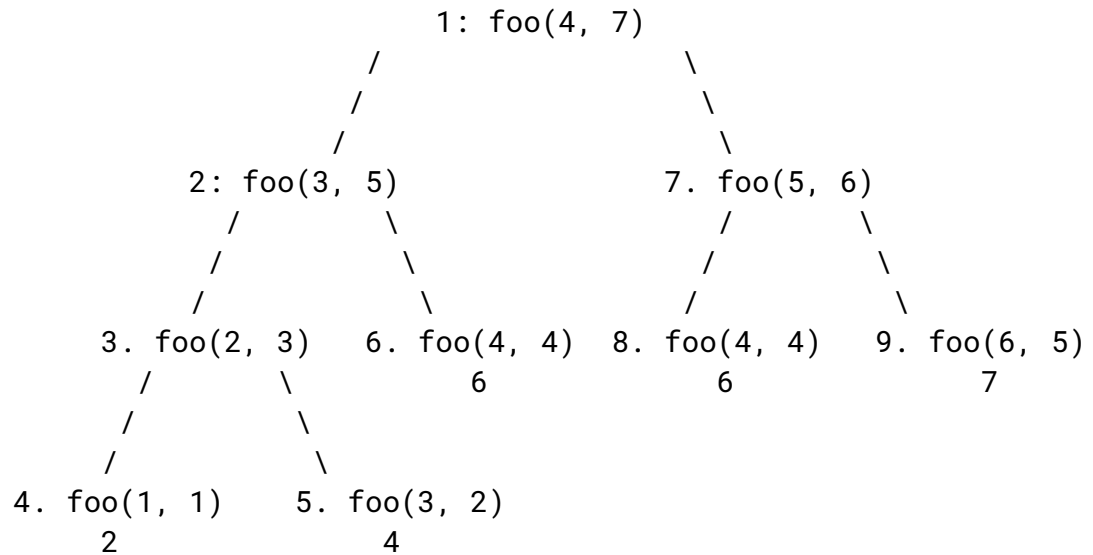 1: foo(4, 7)
2: foo(3, 5) 7. foo(5, 6)
3. foo(2, 3) 6. foo(4, 4) 8. foo(4, 4) 9. foo(6, 5)
6 6 7
4. foo(1, 1) 5. foo(3, 2)
2 4